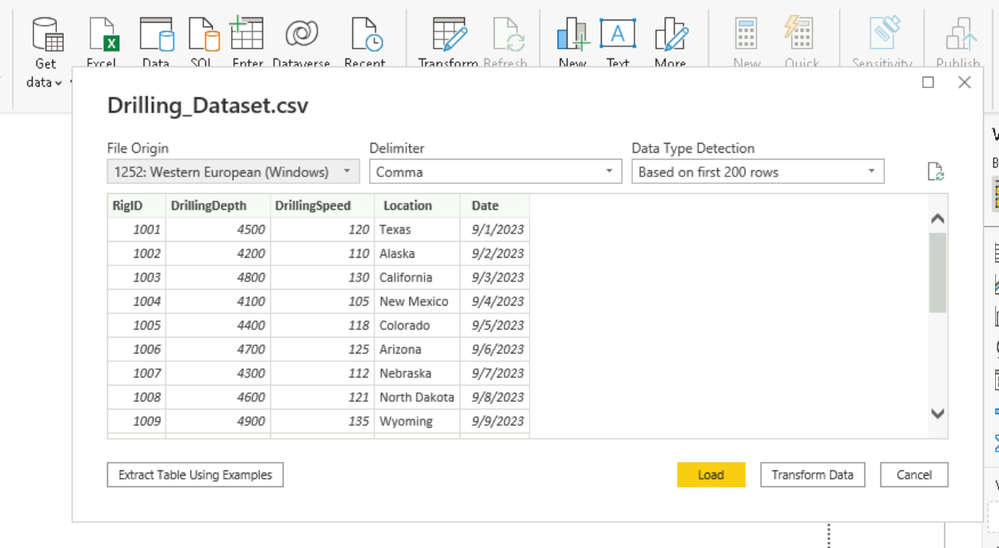 Get Excel Data SQL Enter Dataverse Recent Transform Refresh New Text More New Quick Sensitivity Publish
data
Drilling_Dataset.csv
File Origin Delimiter Data Type Detection
1252: Western European (Windows) Comma Based on first 200 rows
RigID DrillingDepth DrillingSpeed Location Date
1001 4500 120 Texas 9/1/2023
1002 4200 110 Alaska 9/2/2023
1003 4800 130 California 9/3/2023
1004 4100 105 New Mexico 9/4/2023
1005 4400 118 Colorado 9/5/2023
1006 4700 125 Arizona 9/6/2023
1007 4300 112 Nebraska 9/7/2023
1008 4600 121 North Dakota 9/8/2023
1009 4900 135 Wyoming 9/9/2023
Extract Table Using Examples Load Transform Data Cancel